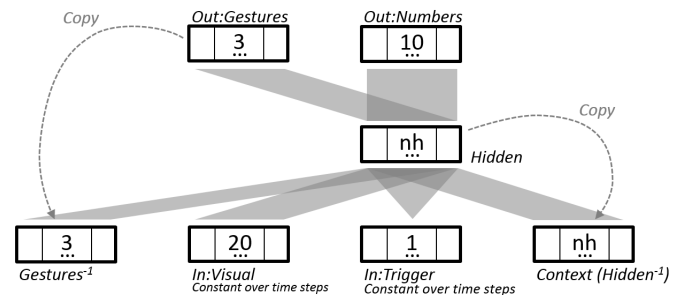 Copy
Out:Gestures
Out:Numbers
3
...
10
...
Copy
nh
...
Hidden
3
...
20
...
1
...
nh
...
Gestures-1
In:Visual
Constant over time steps
In:Trigger
Constant over time steps
Context (Hidden-1)